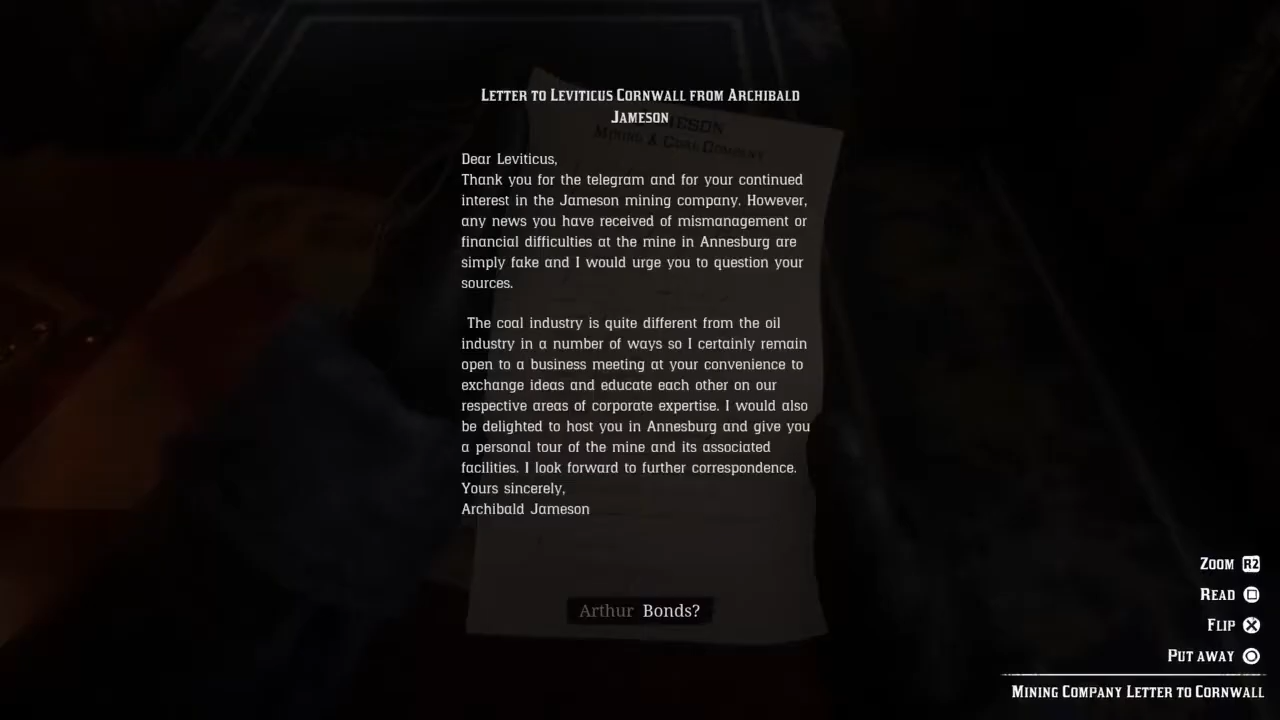 LETTER TO LEVITICUS CORNWALL FROM ARCHIBALD
JAMESON
JAMESON
MINING & COAL COMPANY
Dear Leviticus,
Thank you for the telegram and for your continued
interest in the Jameson mining company. However,
any news you have received of mismanagement or
financial difficulties at the mine in Annesburg are
simply fake and I would urge you to question your
sources.
The coal industry is quite different from the oil
industry in a number of ways so I certainly remain
open to a business meeting at your convenience to
exchange ideas and educate each other on our
respective areas of corporate expertise. I would also
be delighted to host you in Annesburg and give you
a personal tour of the mine and its associated
facilities. I look forward to further correspondence.
Yours sincerely,
Archibald Jameson
Arthur Bonds?
ZOOM R2
READ
FLIP
PUT AWAY
MINING COMPANY LETTER TO CORNWALL